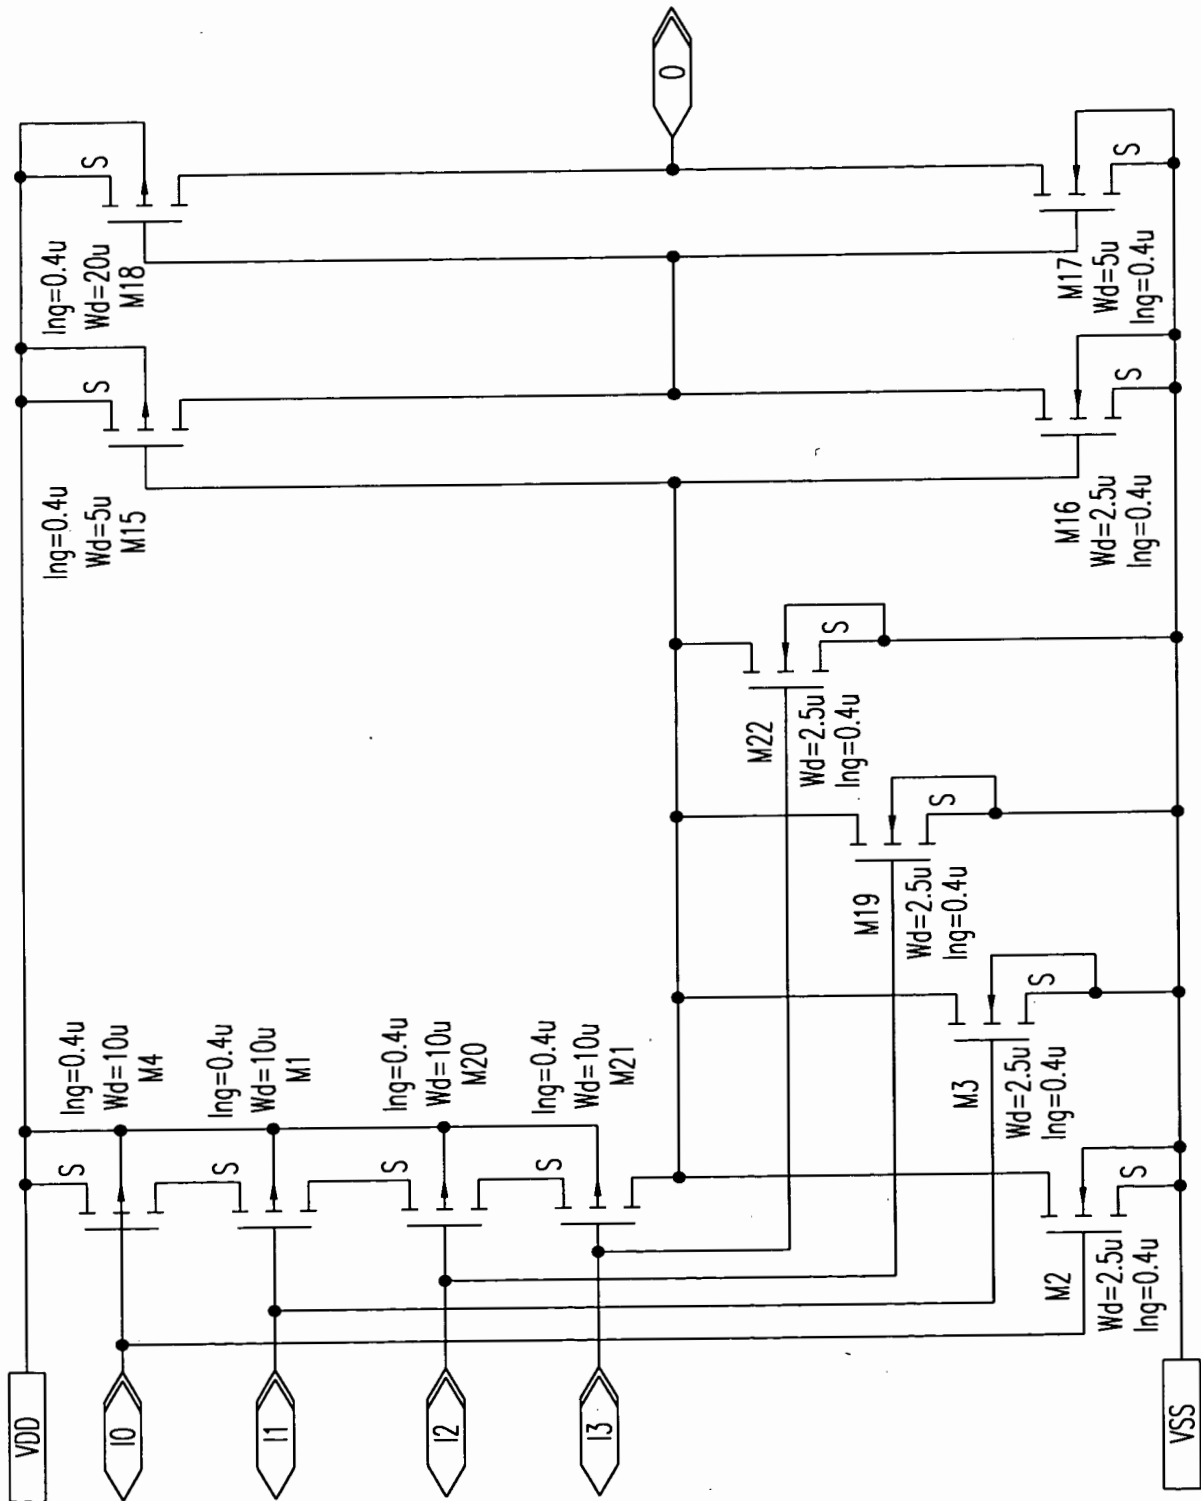 VDD
I0
I1
I2
I3
VSS
lng=0.4u
Wd=10u
M4
S
lng=0.4u
Wd=10u
M1
S
lng=0.4u
Wd=10u
M20
S
lng=0.4u
Wd=10u
M21
S
M2
Wd=2.5u
lng=0.4u
S
M3
Wd=2.5u
lng=0.4u
S
M19
Wd=2.5u
lng=0.4u
S
M22
Wd=2.5u
lng=0.4u
S
lng=0.4u
Wd=5u
M15
S
M16
Wd=2.5u
lng=0.4u
S
lng=0.4u
Wd=20u
M18
S
M17
Wd=5u
lng=0.4u
S
O